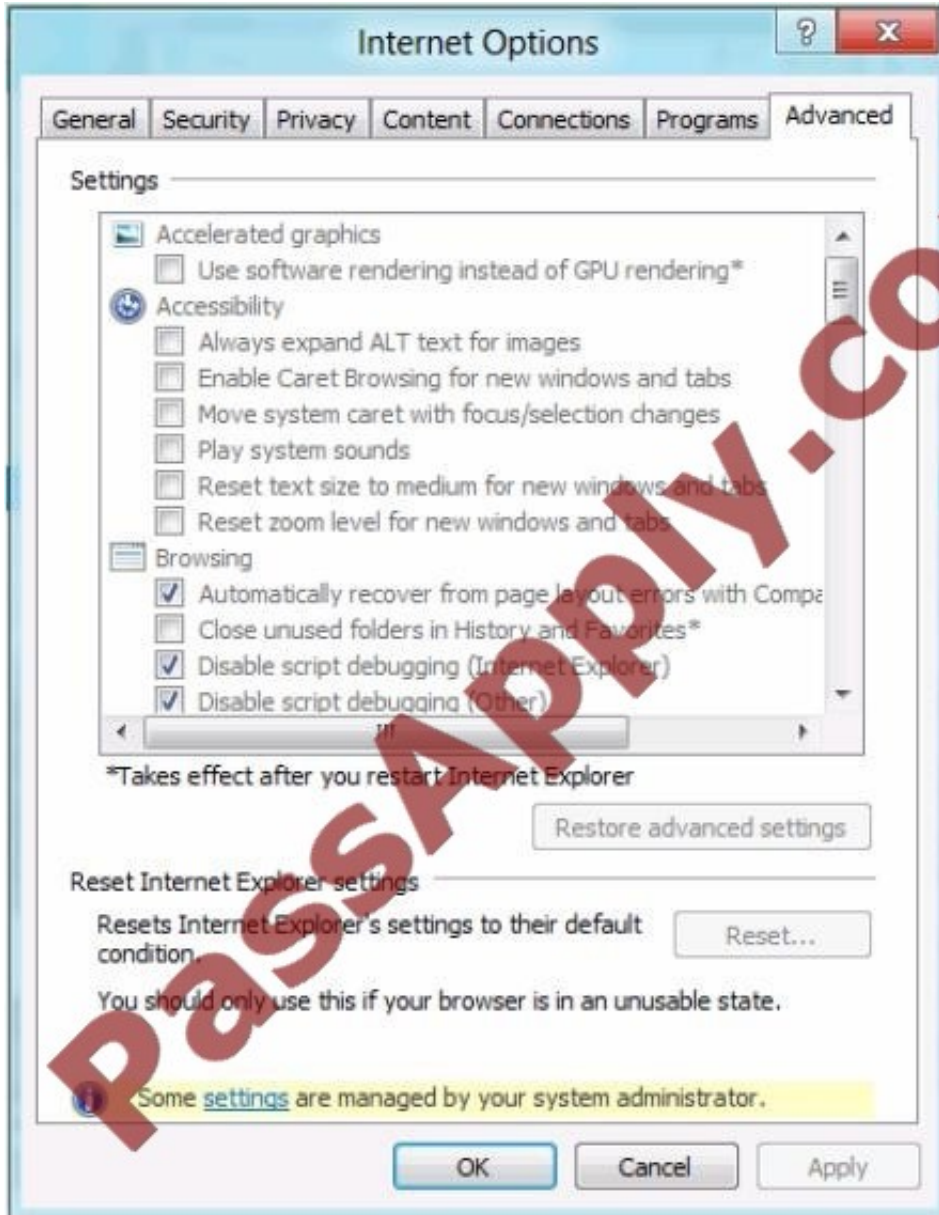 Internet Options
?
General Security Privacy Content Connections Programs Advanced
Settings
Accelerated graphics
Use software rendering instead of GPU rendering*
Accessibility
Always expand ALT text for images
Enable Caret Browsing for new windows and tabs
Move system caret with focus/selection changes
Play system sounds
Reset text size to medium for new windows and tabs
Reset zoom level for new windows and tabs
Browsing
Automatically recover from page layout errors with Compa
Close unused folders in History and Favorites*
Disable script debugging (Internet Explorer)
Disable script debugging (Other)
*Takes effect after you restart Internet Explorer
Restore advanced settings
Reset Internet Explorer settings
Resets Internet Explorer's settings to their default
condition.
Reset...
You should only use this if your browser is in an unusable state.
Some settings are managed by your system administrator.
OK Cancel Apply
PassApply.co